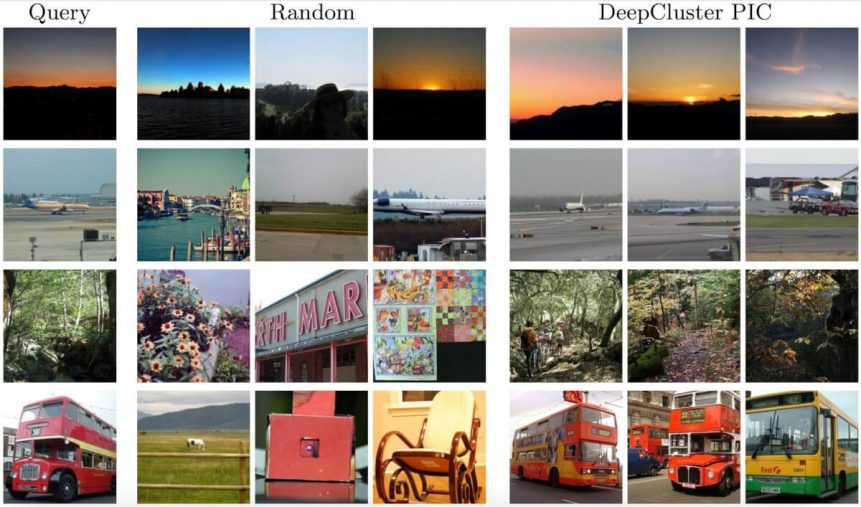 Query Random DeepCluster PIC
RTH MAR
First